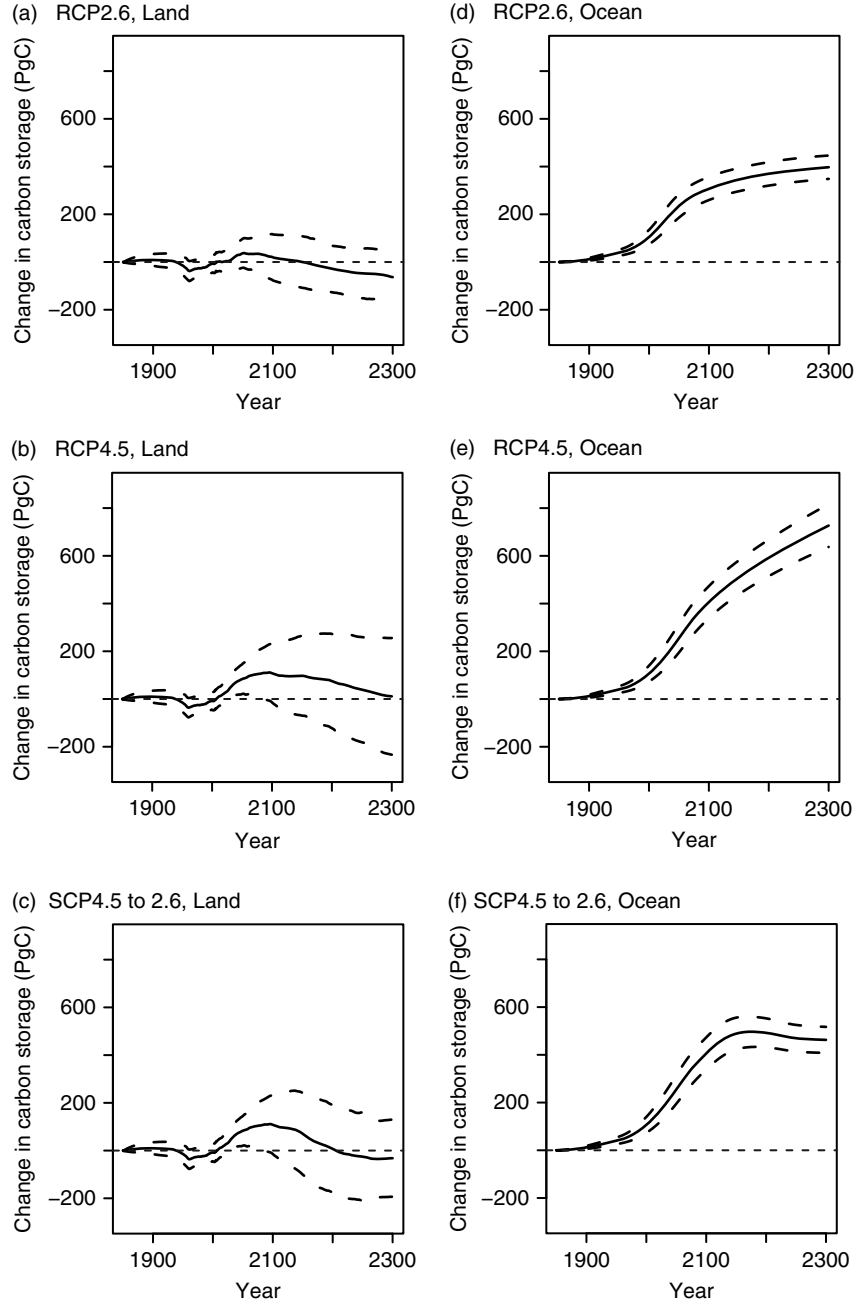 (a) RCP2.6, Land
Change in carbon storage (PgC)
600
200
−200
1900 2100 2300
Year
(d) RCP2.6, Ocean
Change in carbon storage (PgC)
600
200
−200
1900 2100 2300
Year
(b) RCP4.5, Land
Change in carbon storage (PgC)
600
200
−200
1900 2100 2300
Year
(e) RCP4.5, Ocean
Change in carbon storage (PgC)
600
200
−200
1900 2100 2300
Year
(c) SCP4.5 to 2.6, Land
Change in carbon storage (PgC)
600
200
−200
1900 2100 2300
Year
(f) SCP4.5 to 2.6, Ocean
Change in carbon storage (PgC)
600
200
−200
1900 2100 2300
Year